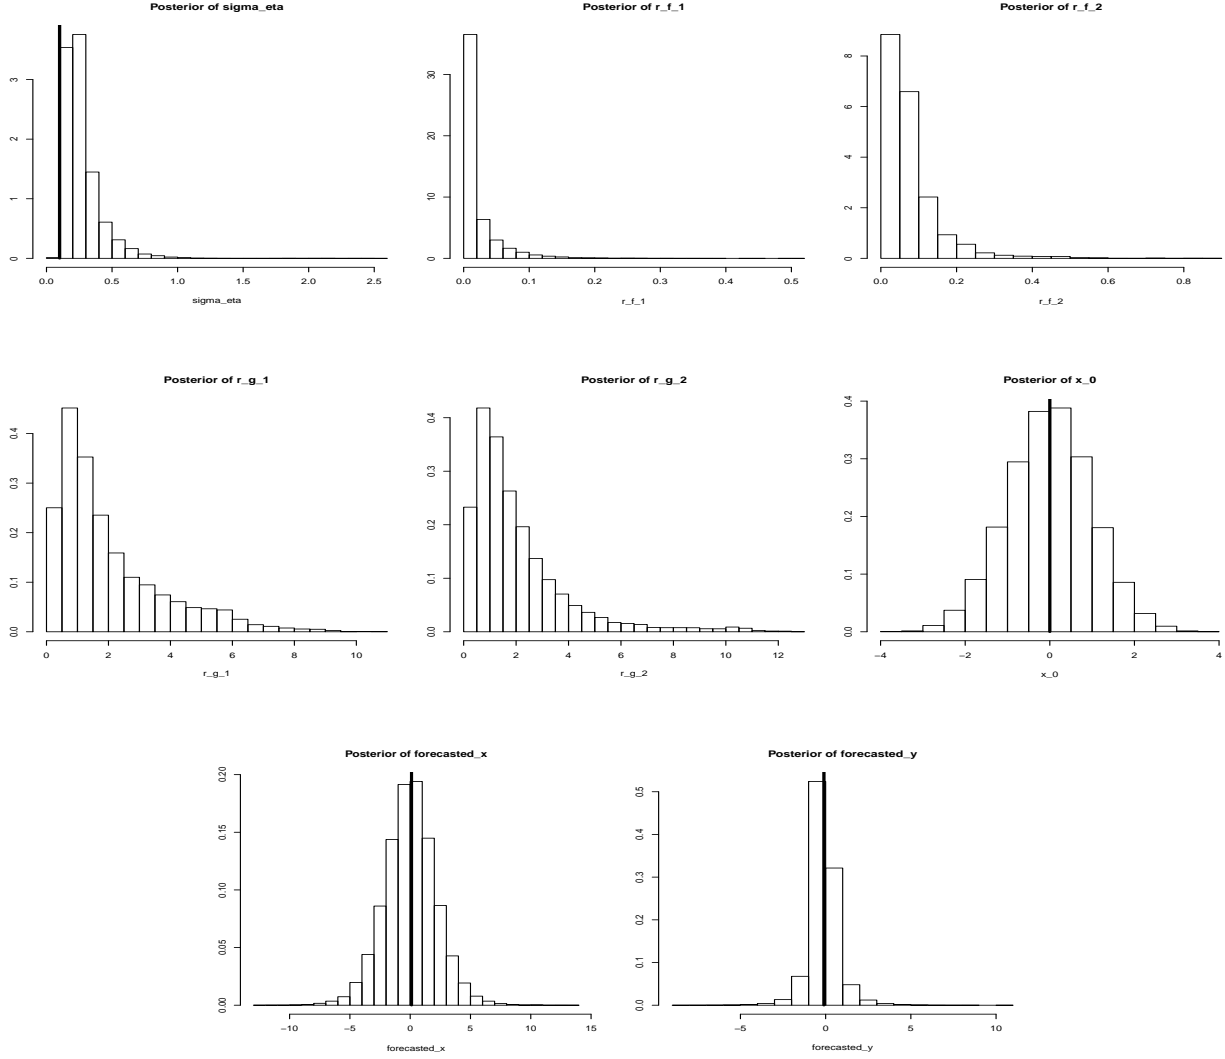 Posterior of sigma_eta
3
2
1
0
0.0 0.5 1.0 1.5 2.0 2.5
sigma_eta
Posterior of r_f_1
30
20
10
0
0.0 0.1 0.2 0.3 0.4 0.5
r_f_1
Posterior of r_f_2
8
6
4
2
0
0.0 0.2 0.4 0.6 0.8
r_f_2
Posterior of r_g_1
0.4
0.3
0.2
0.1
0.0
0 2 4 6 8 10
r_g_1
Posterior of r_g_2
0.4
0.3
0.2
0.1
0.0
0 2 4 6 8 10 12
r_g_2
Posterior of x_0
0.4
0.3
0.2
0.1
0.0
−4 −2 0 2 4
x_0
Posterior of forecasted_x
0.20
0.15
0.10
0.05
0.00
−10 −5 0 5 10 15
forecasted_x
Posterior of forecasted_y
0.5
0.4
0.3
0.2
0.1
0.0
−5 0 5 10
forecasted_y